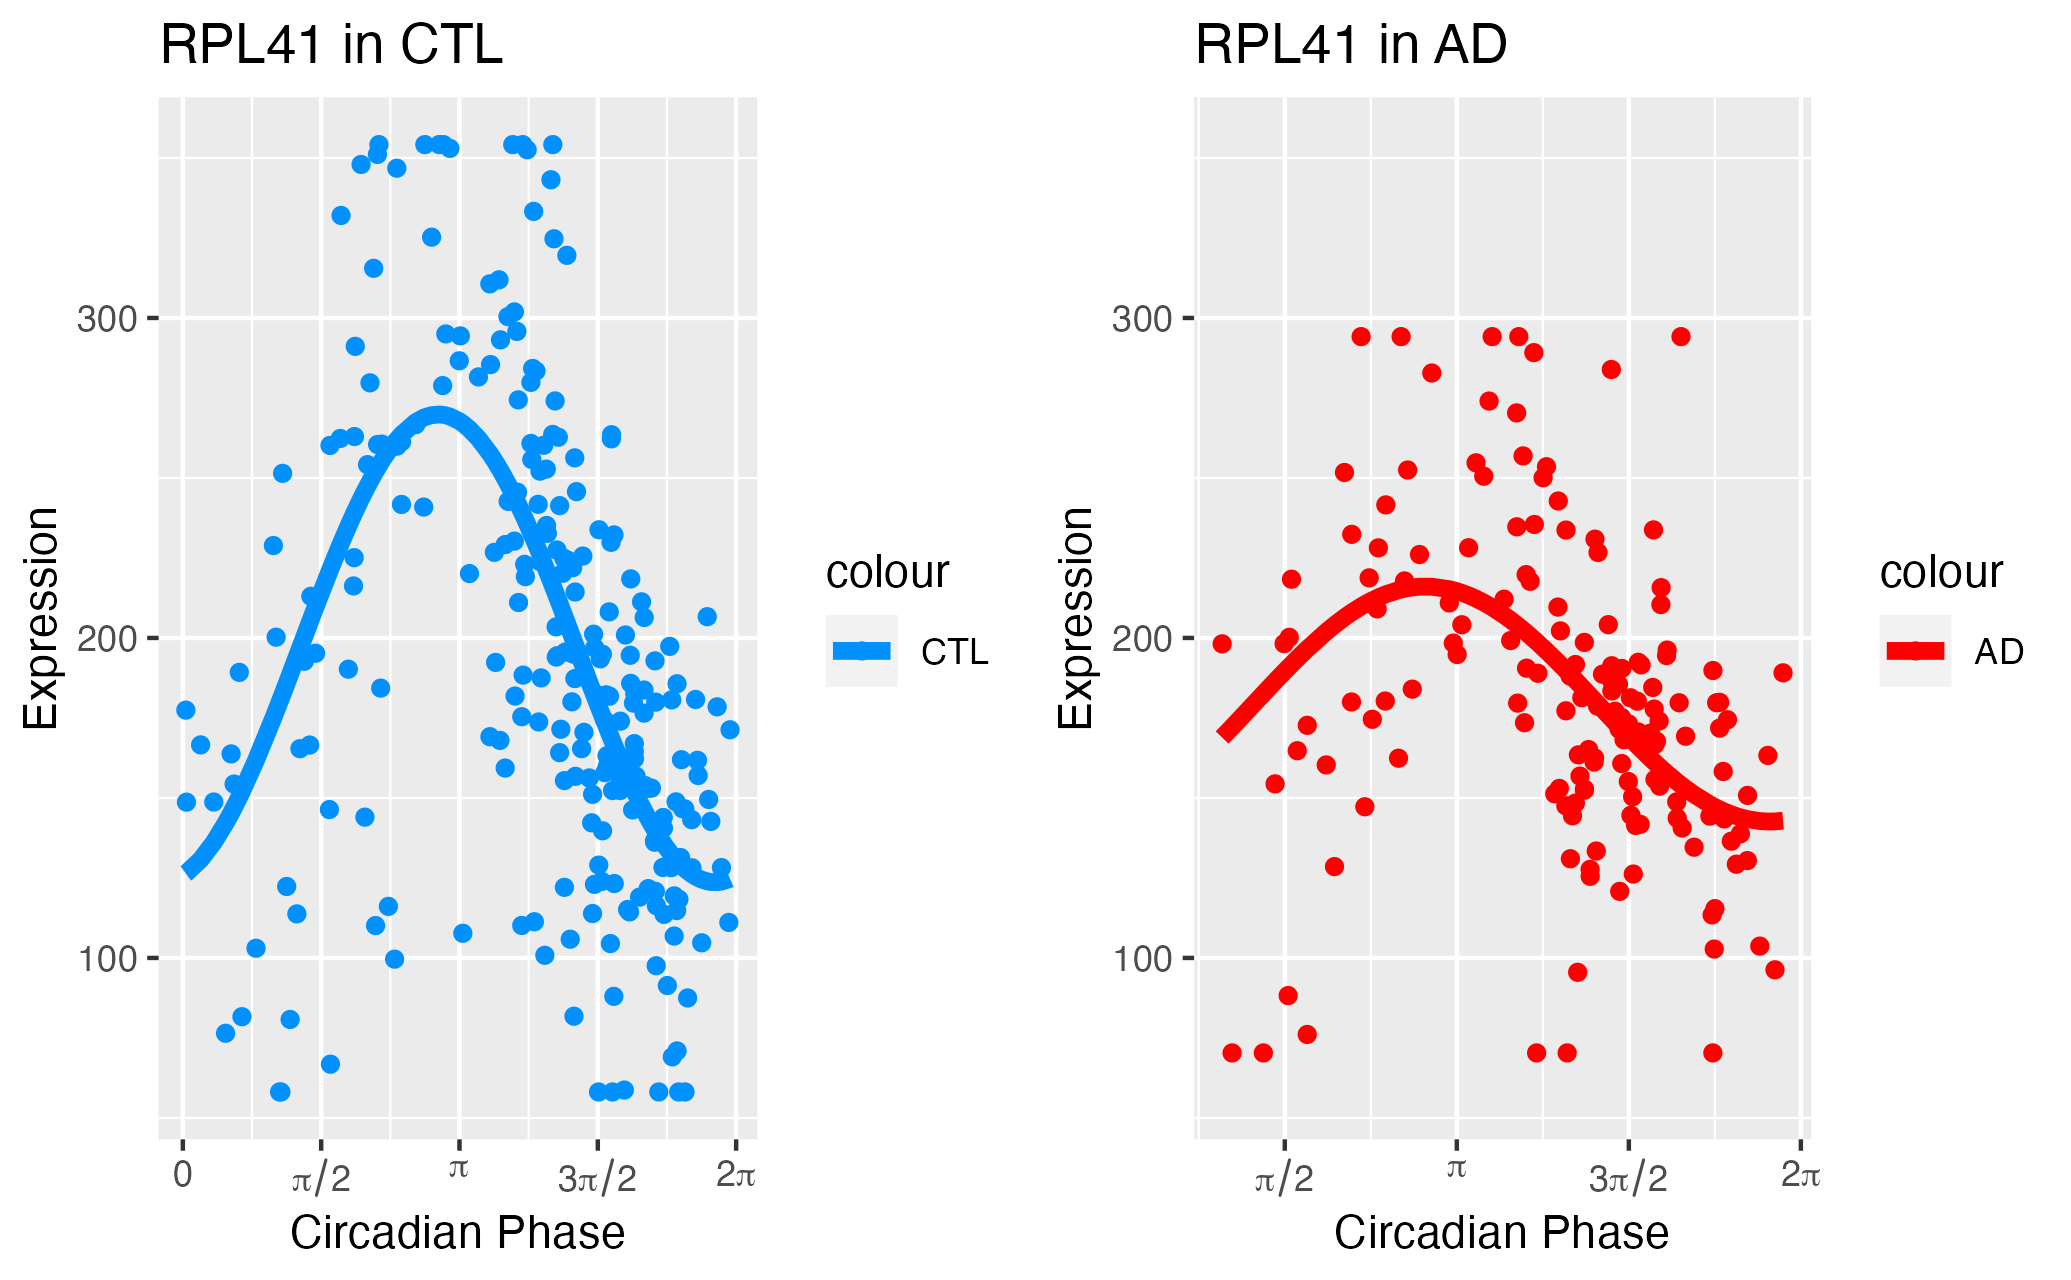 RPL41 in CTL
Expression
300
200
100
0
π/2
π
3π/2
2π
Circadian Phase
colour
CTL
RPL41 in AD
Expression
300
200
100
π/2
π
3π/2
2π
Circadian Phase
colour
AD